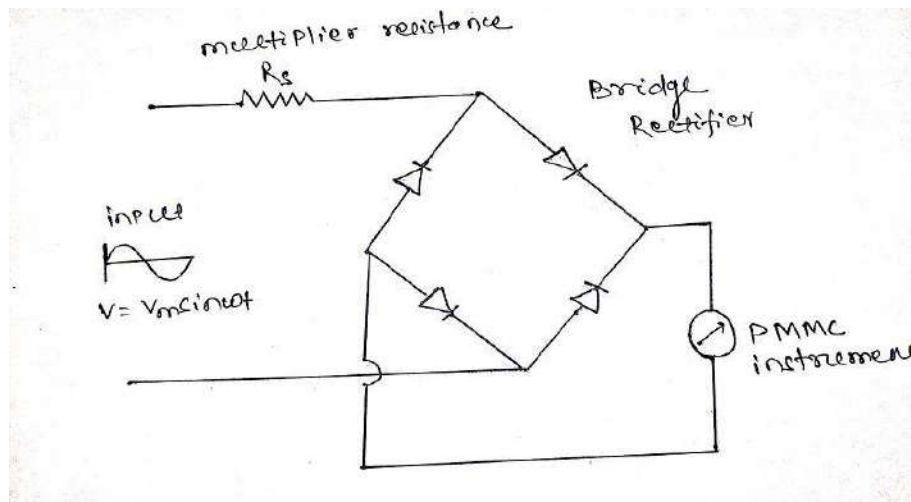 multiplier resistance
Rs
Bridge
Rectifier
input
V = Vmsinωt
PMMC
instrumen